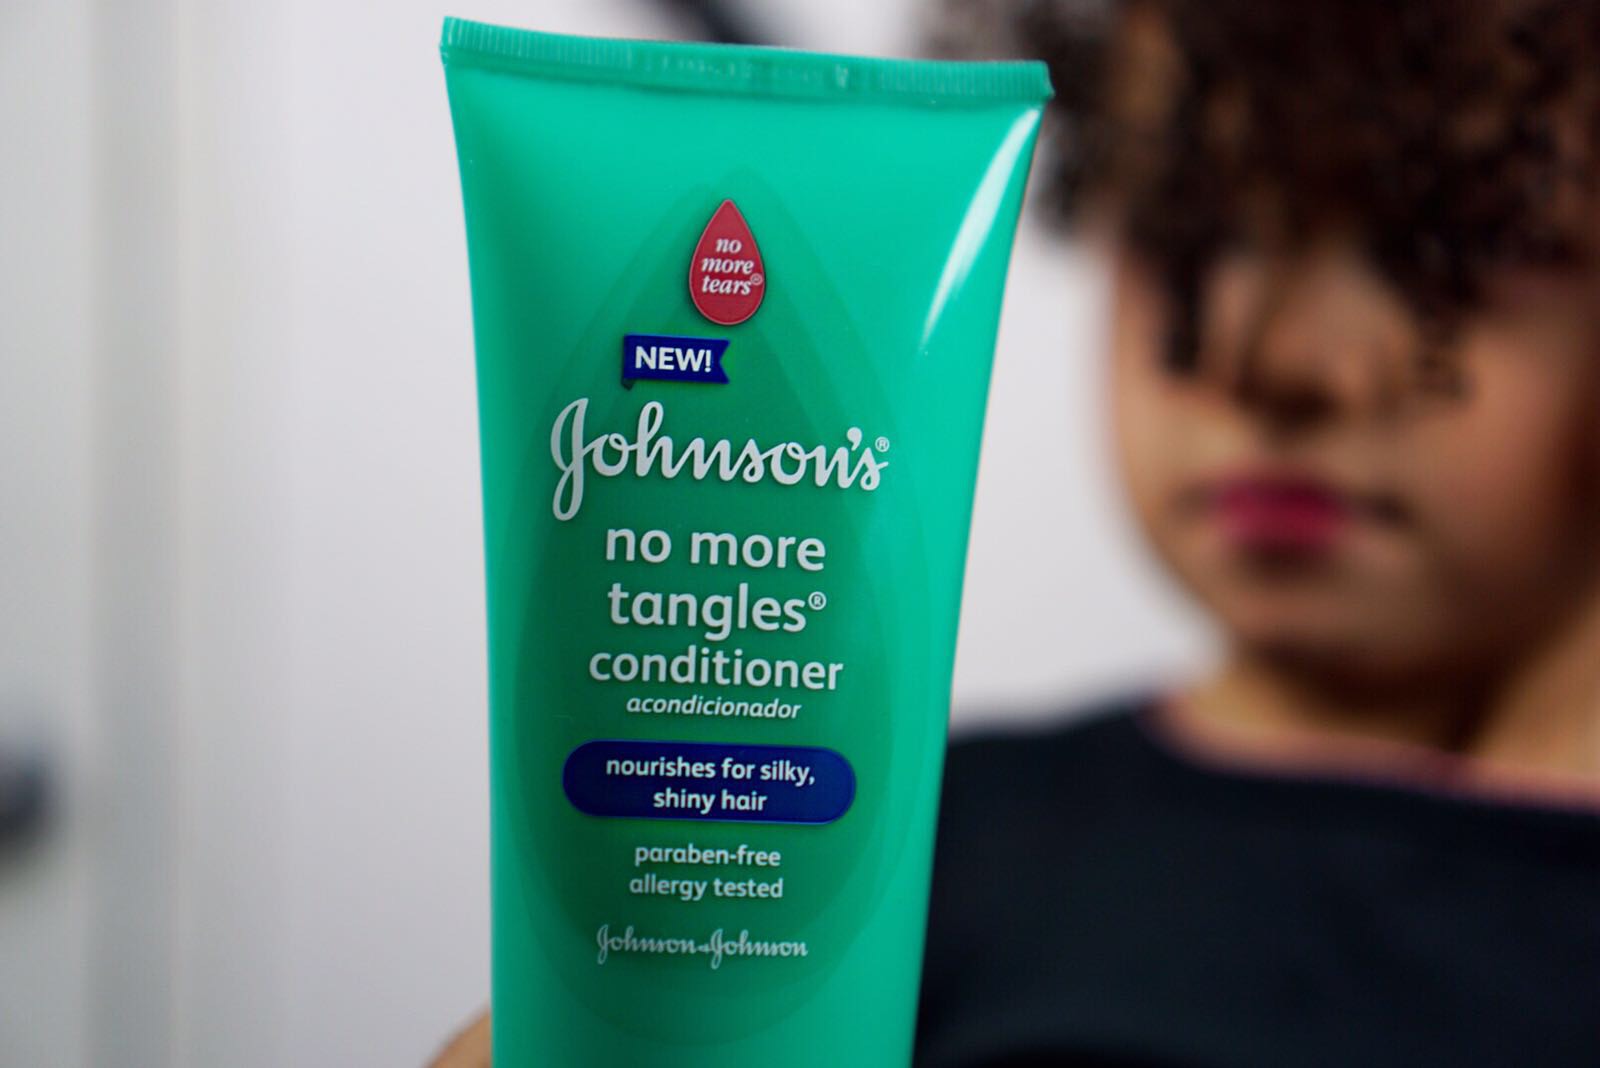 no
more
tears®
NEW!
Johnson's®
no more
tangles®
conditioner
acondicionador
nourishes for silky,
shiny hair
paraben-free
allergy tested
Johnson & Johnson